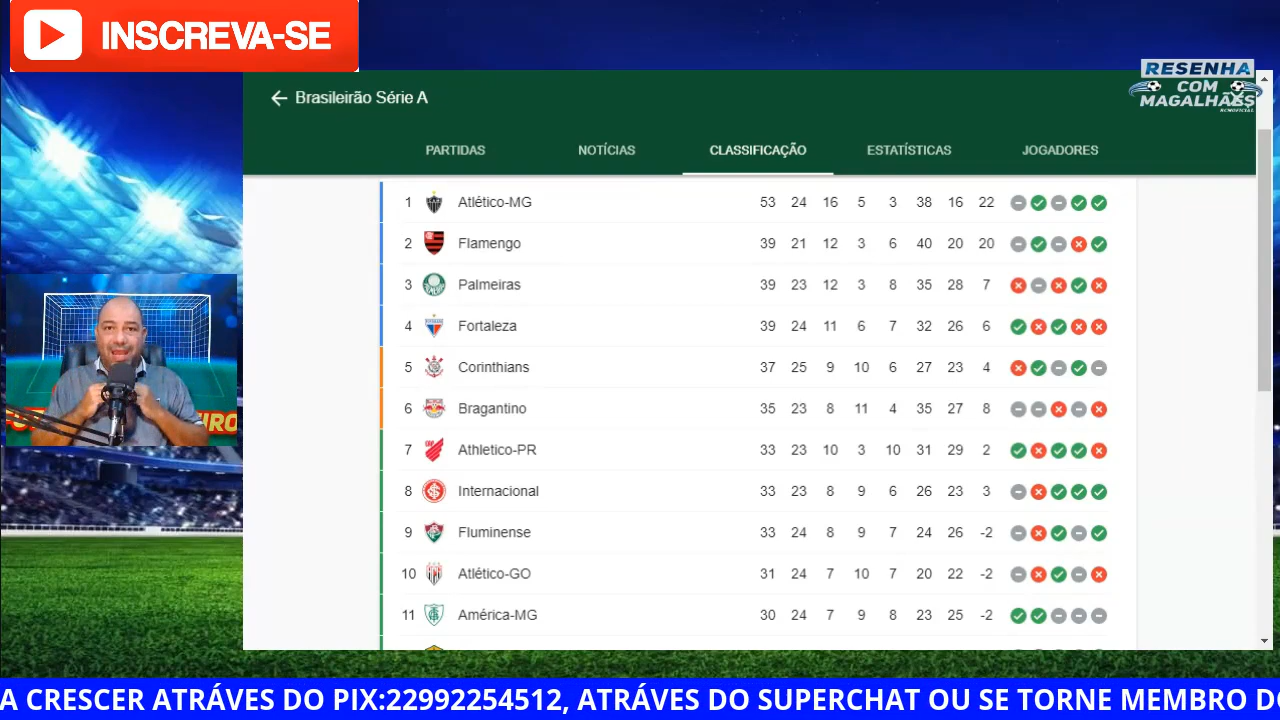 INSCREVA-SE
RESENHA
COM
MAGALHÃES
Brasileirão Série A
PARTIDAS NOTÍCIAS CLASSIFICAÇÃO ESTATÍSTICAS JOGADORES
1 Atlético-MG 53 24 16 5 3 38 16 22
2 Flamengo 39 21 12 3 6 40 20 20
3 Palmeiras 39 23 12 3 8 35 28 7
4 Fortaleza 39 24 11 6 7 32 26 6
5 Corinthians 37 25 9 10 6 27 23 4
6 Bragantino 35 23 8 11 4 35 27 8
7 Athletico-PR 33 23 10 3 10 31 29 2
8 Internacional 33 23 8 9 6 26 23 3
9 Fluminense 33 24 8 9 7 24 26 -2
10 Atlético-GO 31 24 7 10 7 20 22 -2
11 América-MG 30 24 7 9 8 23 25 -2
A CRESCER ATRÁVES DO PIX:22992254512, ATRÁVES DO SUPERCHAT OU SE TORNE MEMBRO DO